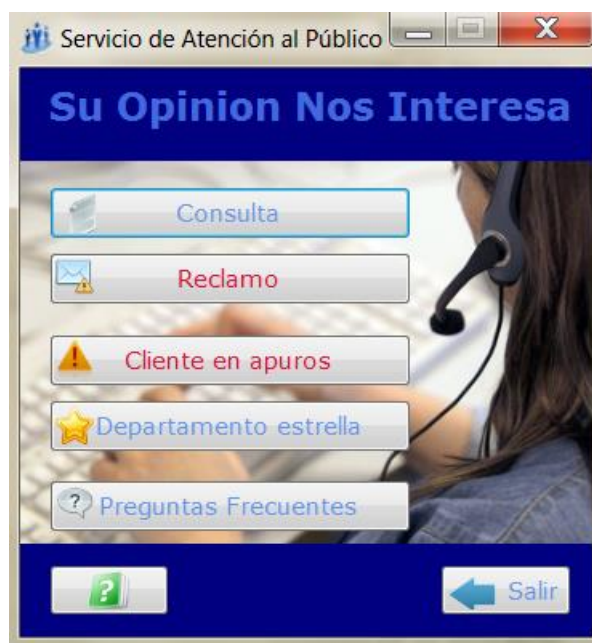 Servicio de Atención al Público
Su Opinion Nos Interesa
Consulta
Reclamo
Cliente en apuros
Departamento estrella
Preguntas Frecuentes
Salir